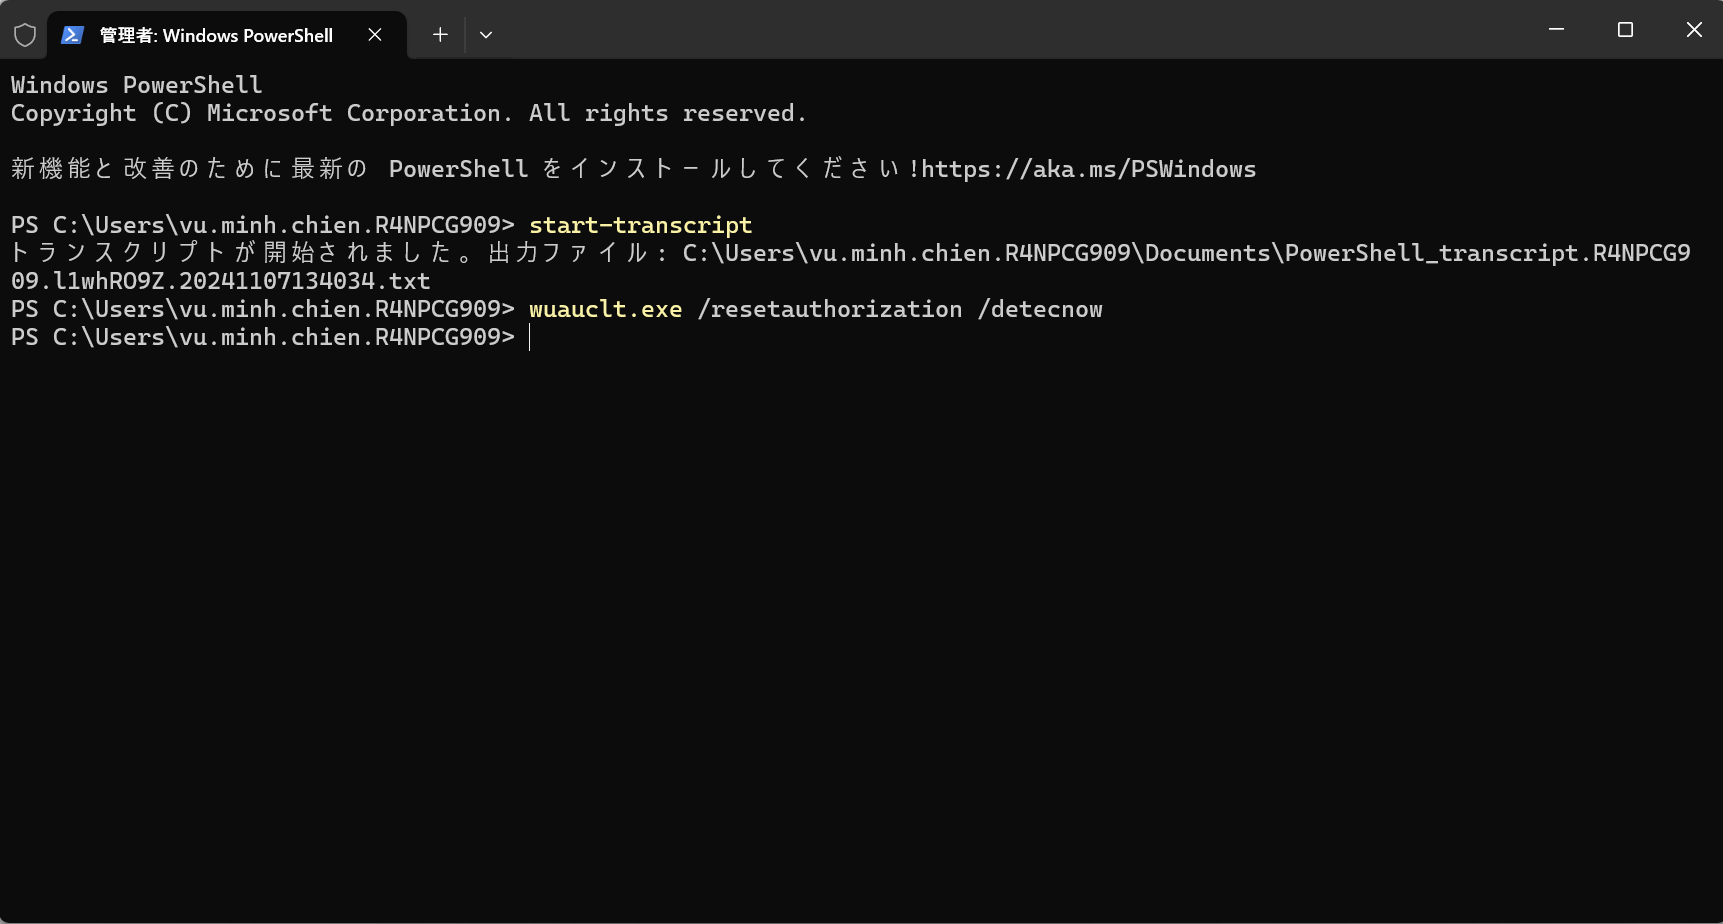 管理者: Windows PowerShell
Windows PowerShell
Copyright (C) Microsoft Corporation. All rights reserved.
新機能と改善のために最新の PowerShell をインストールしてください!https://aka.ms/PSWindows
PS C:\Users\vu.minh.chien.R4NPCG909> start-transcript
トランスクリプトが開始されました。出力ファイル: C:\Users\vu.minh.chien.R4NPCG909\Documents\PowerShell_transcript.R4NPCG9
09.l1whRO9Z.20241107134034.txt
PS C:\Users\vu.minh.chien.R4NPCG909> wuauclt.exe /resetauthorization /detecnow
PS C:\Users\vu.minh.chien.R4NPCG909>